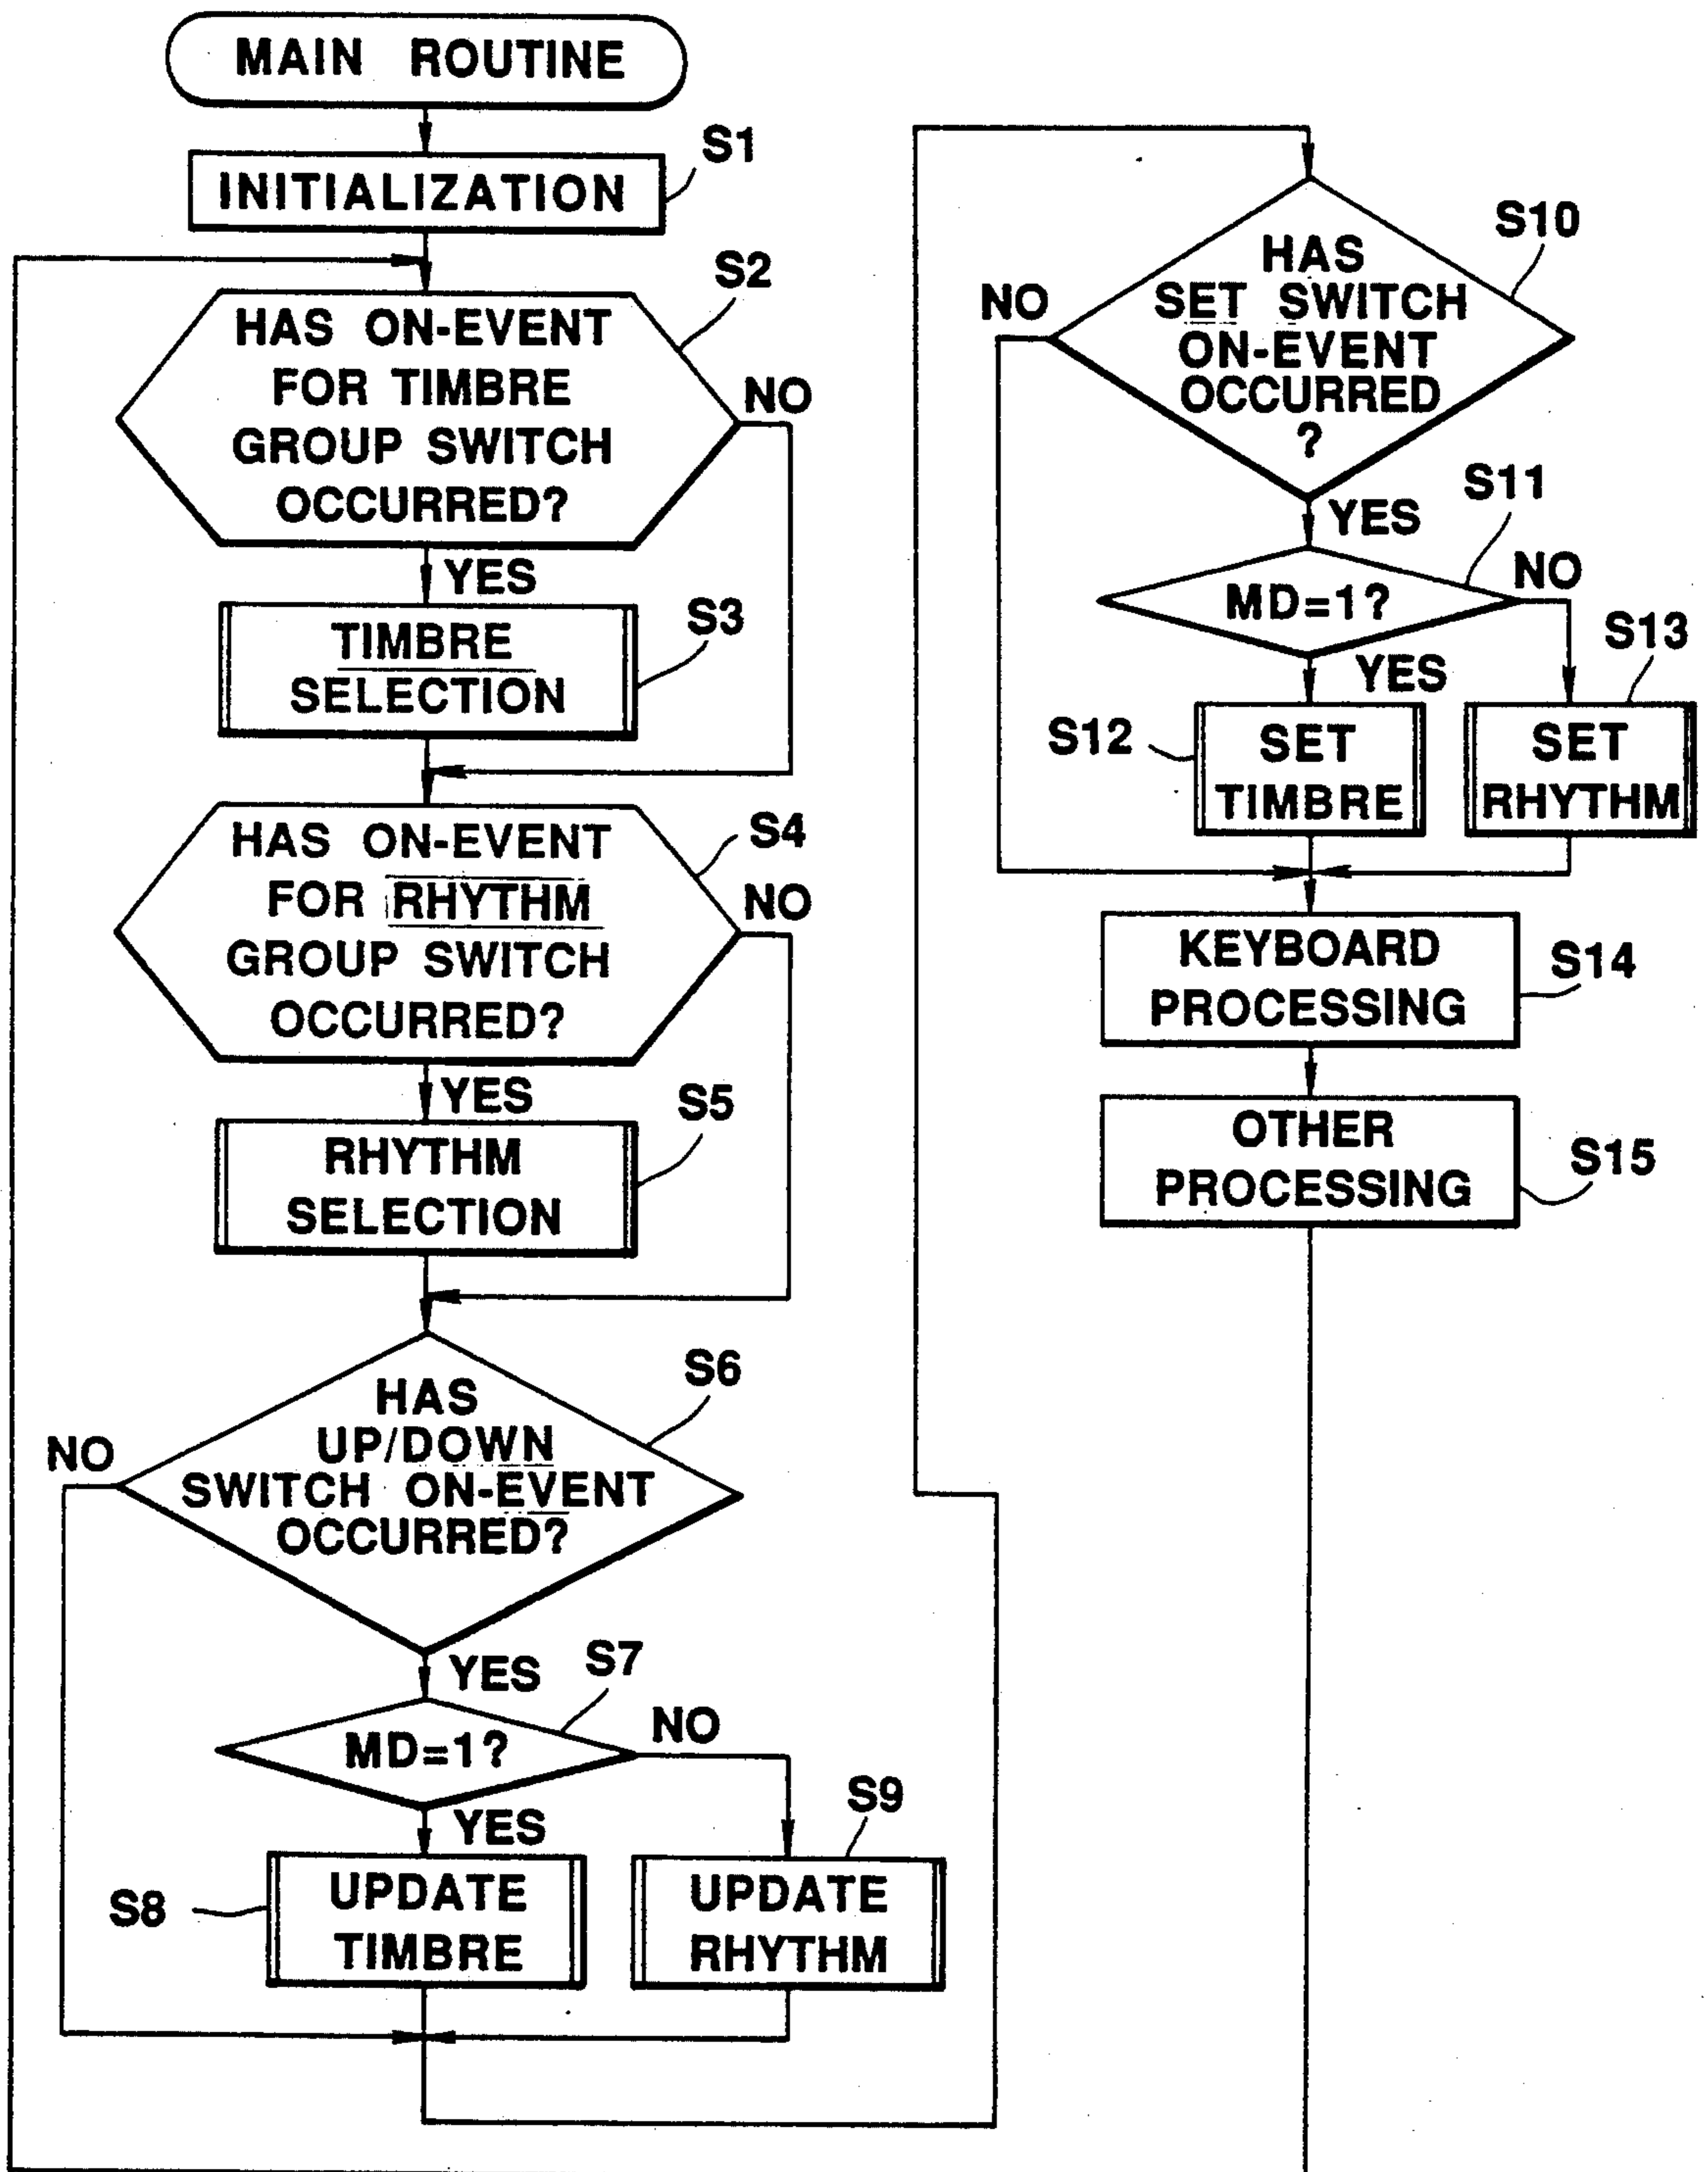 MAIN ROUTINE
S1
INITIALIZATION
S2
HAS ON-EVENT
FOR TIMBRE
GROUP SWITCH
OCCURRED?
NO
YES
S3
TIMBRE
SELECTION
S4
HAS ON-EVENT
FOR RHYTHM
GROUP SWITCH
OCCURRED?
NO
YES
S5
RHYTHM
SELECTION
S6
HAS
UP/DOWN
SWITCH ON-EVENT
OCCURRED?
NO
YES
S7
MD=1?
NO
YES
S8
UPDATE
TIMBRE
S9
UPDATE
RHYTHM
S10
HAS
SET SWITCH
ON-EVENT
OCCURRED
?
NO
YES
S11
MD=1?
NO
YES
S12
SET
TIMBRE
S13
SET
RHYTHM
KEYBOARD
PROCESSING
S14
OTHER
PROCESSING
S15